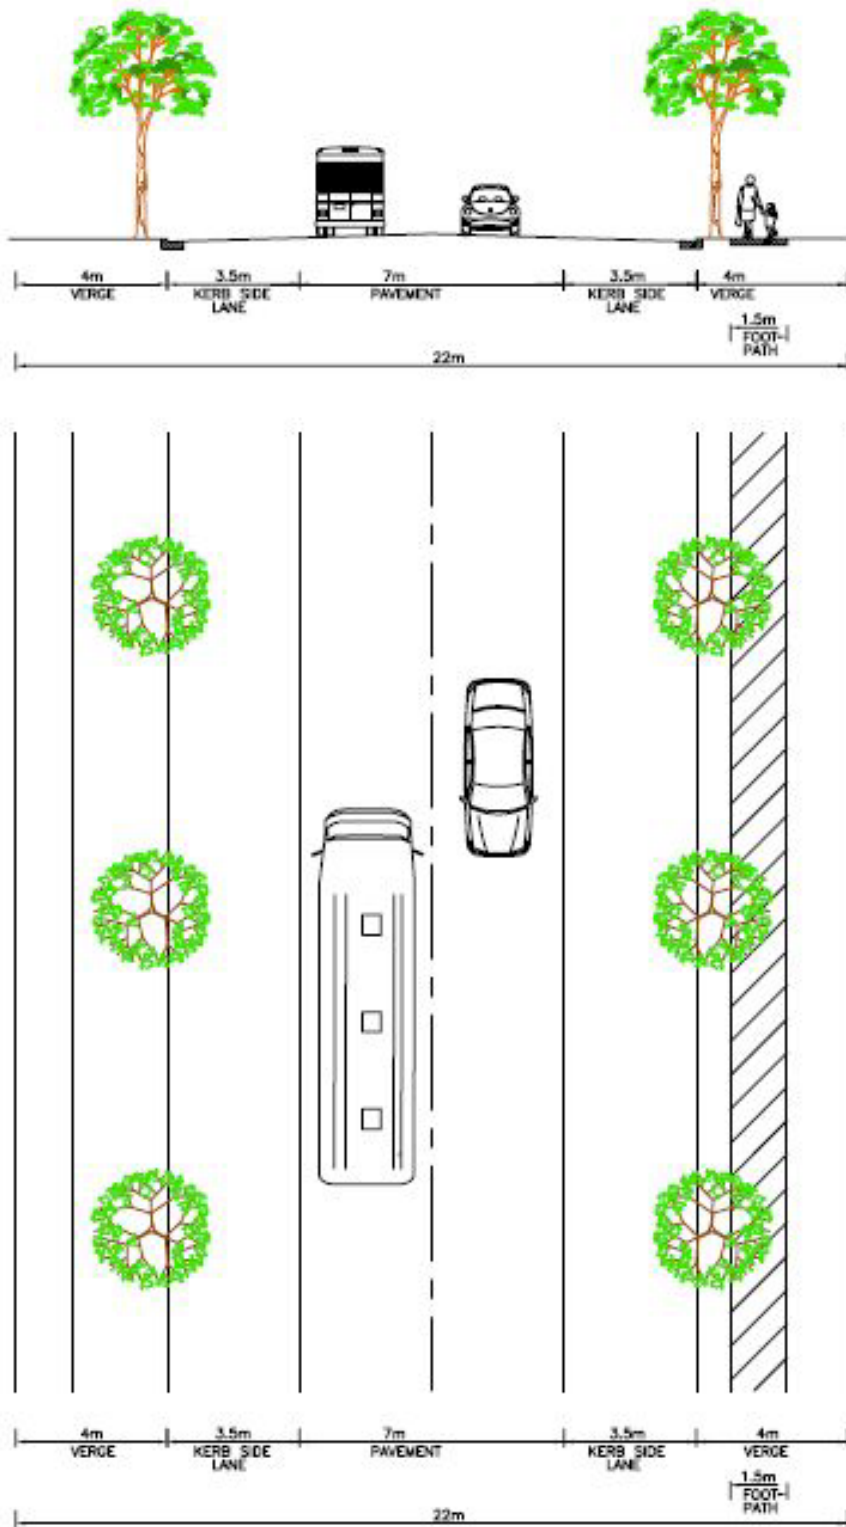 4m 3.5m 7m 3.5m 4m
VERGE KERB SIDE PAVEMENT KERB SIDE VERGE
LANE LANE
1.5m
FOOT-
PATH
22m
4m 3.5m 7m 3.5m 4m
VERGE KERB SIDE PAVEMENT KERB SIDE VERGE
LANE LANE
1.5m
FOOT-
PATH
22m